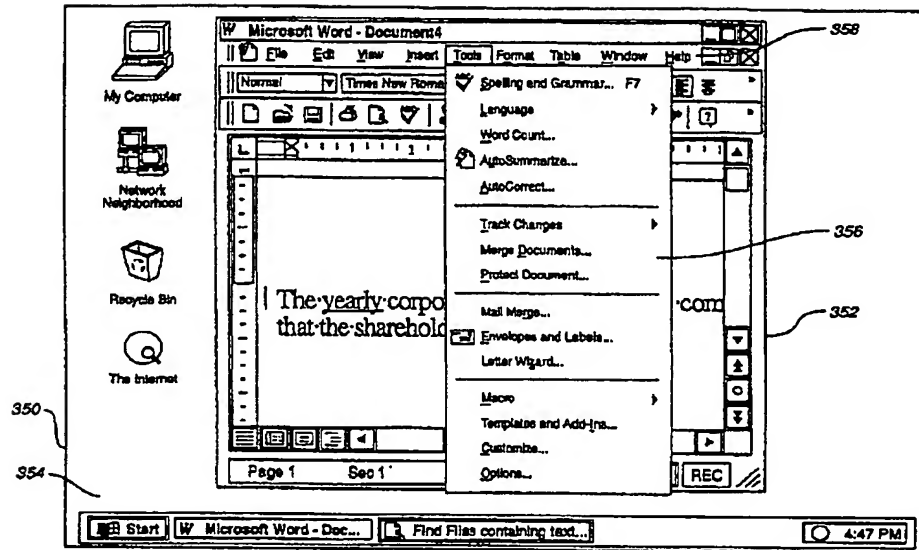 Microsoft Word - Document4
File Edit View Insert Tools Format Table Window Help
Normal Times New Roma
Spelling and Grammar... F7
Language
Word Count...
AutoSummarize...
AutoCorrect...
Track Changes
Merge Documents...
Protect Document...
Mail Merge...
Envelopes and Labels...
Letter Wizard...
Macro
Templates and Add-Ins...
Customize...
Options...
The·yearly·corpo ·com
that·the·sharehold
Page 1 Sec 1 REC
My Computer
Network
Neighborhood
Recycle Bin
The Internet
Start Microsoft Word - Doc... Find Files containing text... 4:47 PM
358
356
352
350
354